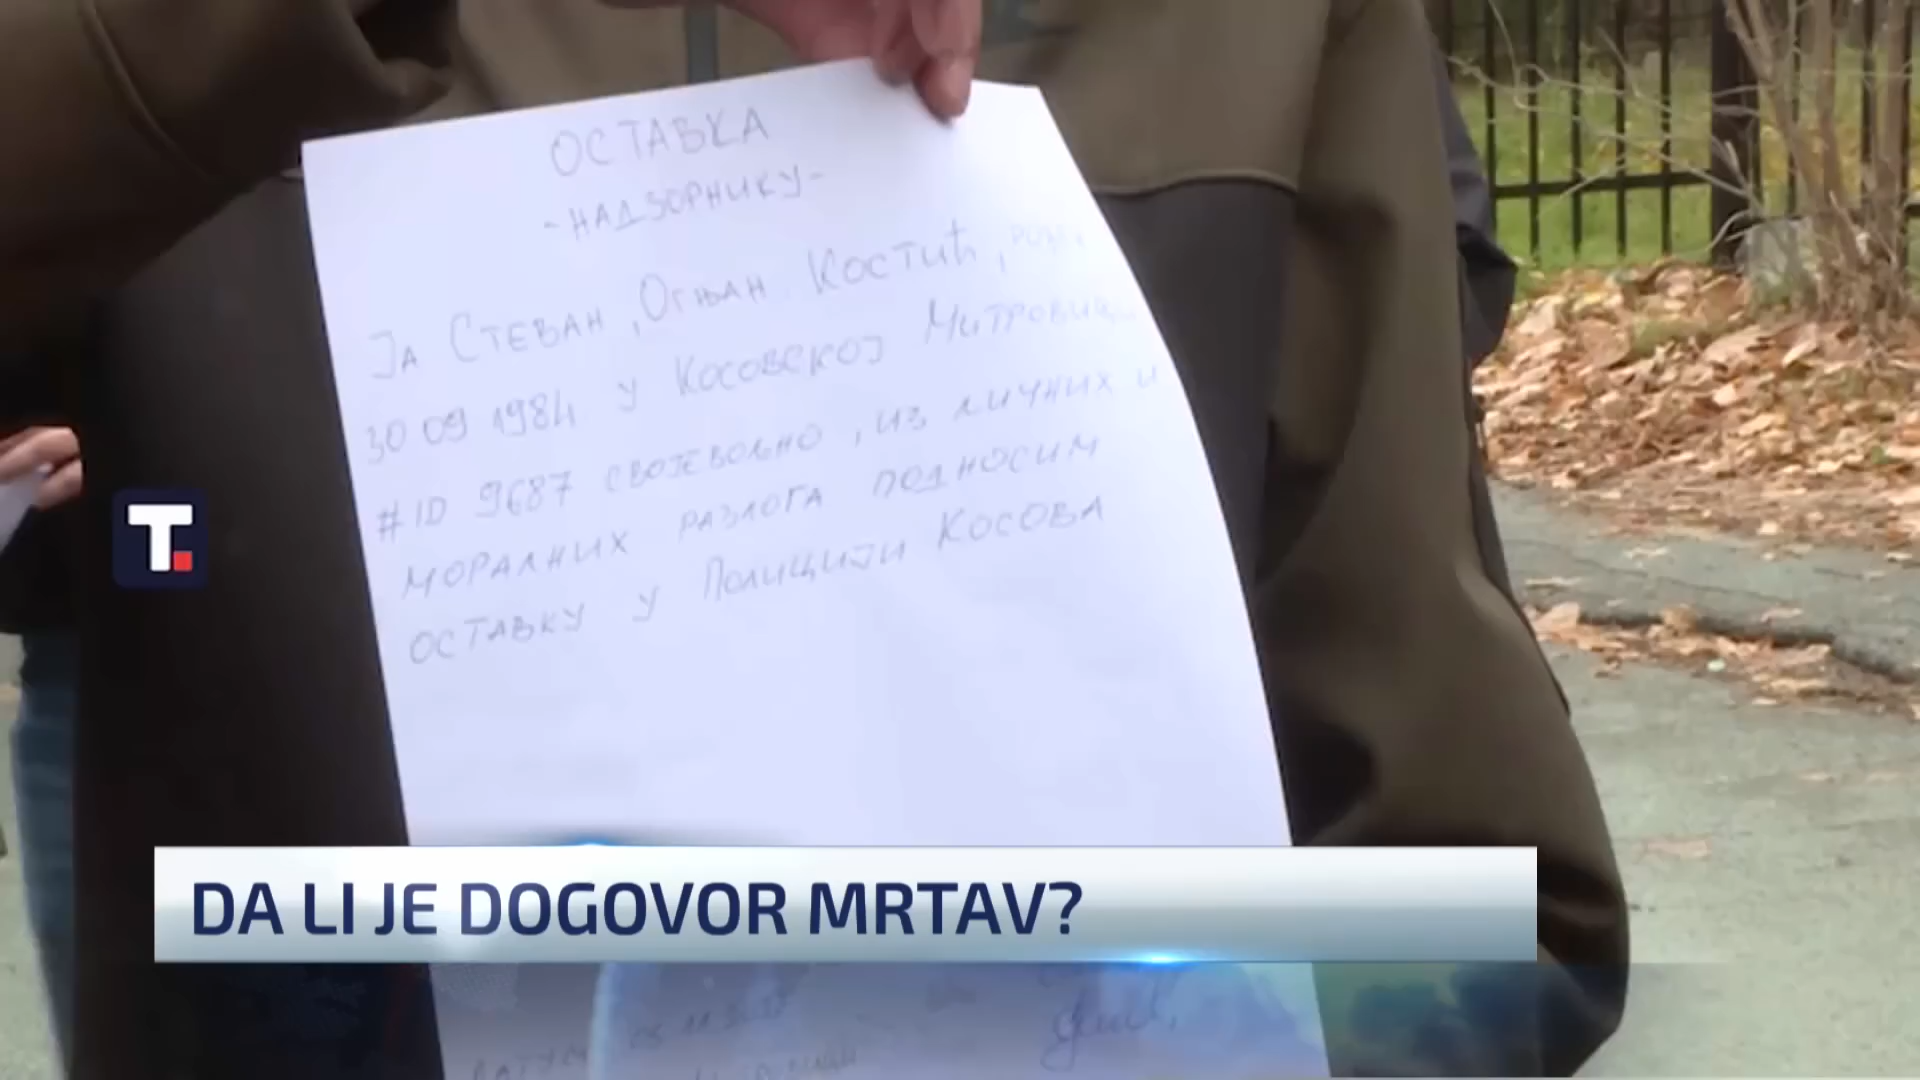 ОСТАВКА
-НАДЗОРНИКУ-
Ја СТЕВАН, Огњан Костић,
30 09 1984 у Косовској Митровици
#ID 9687 својевољно, из личних и
моралних разлога подносим
оставку у Полицији Косова
T.
DA LI JE DOGOVOR MRTAV?